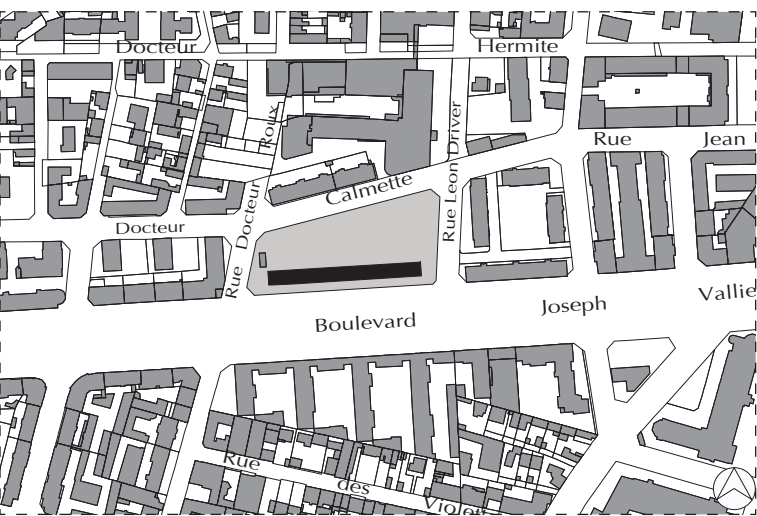 Docteur Hermite
Roux
Rue Leon Driver
Rue Jean
Calmette
Rue Docteur
Docteur
Boulevard Joseph Vallie
Rue des Violett